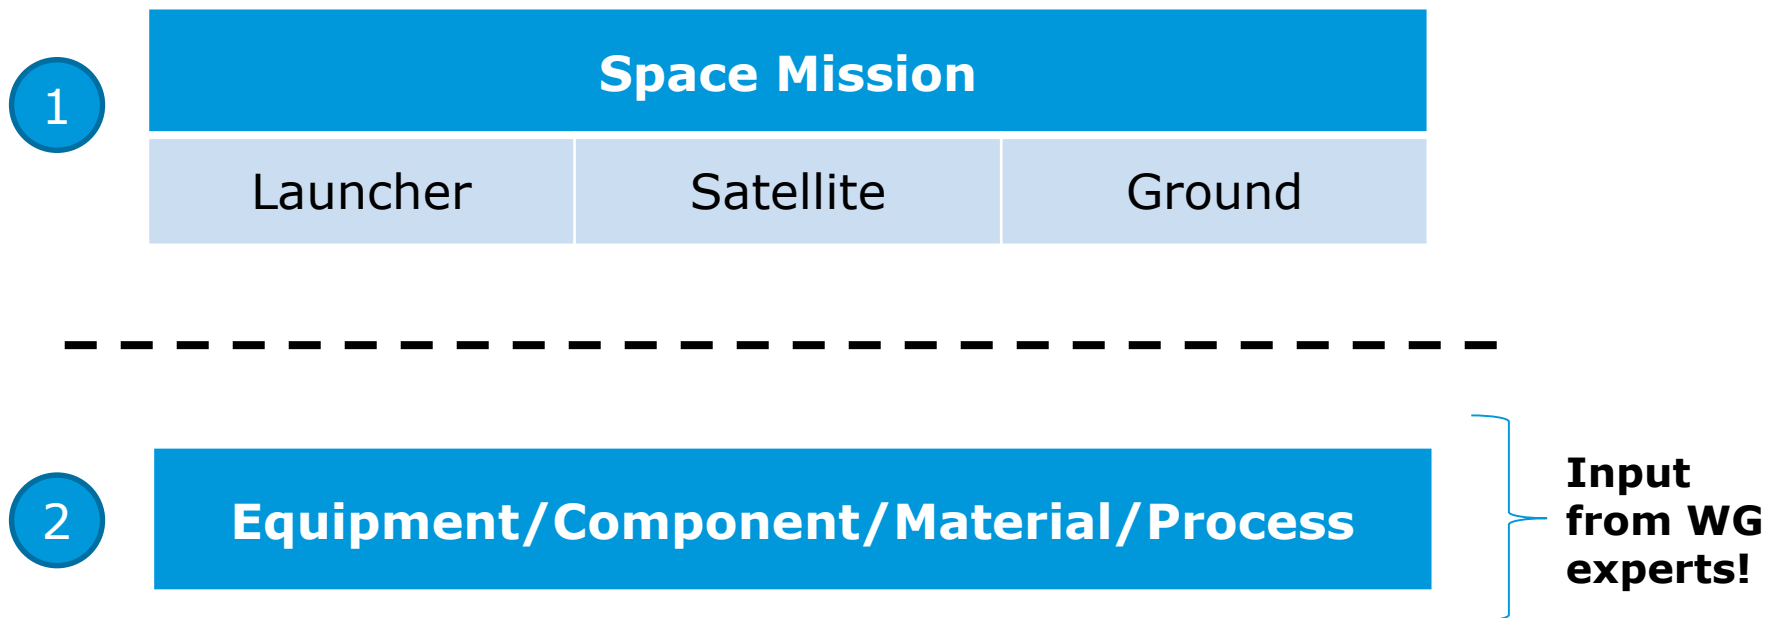 1
Space Mission
Launcher Satellite Ground
2
Equipment/Component/Material/Process
Input
from WG
experts!